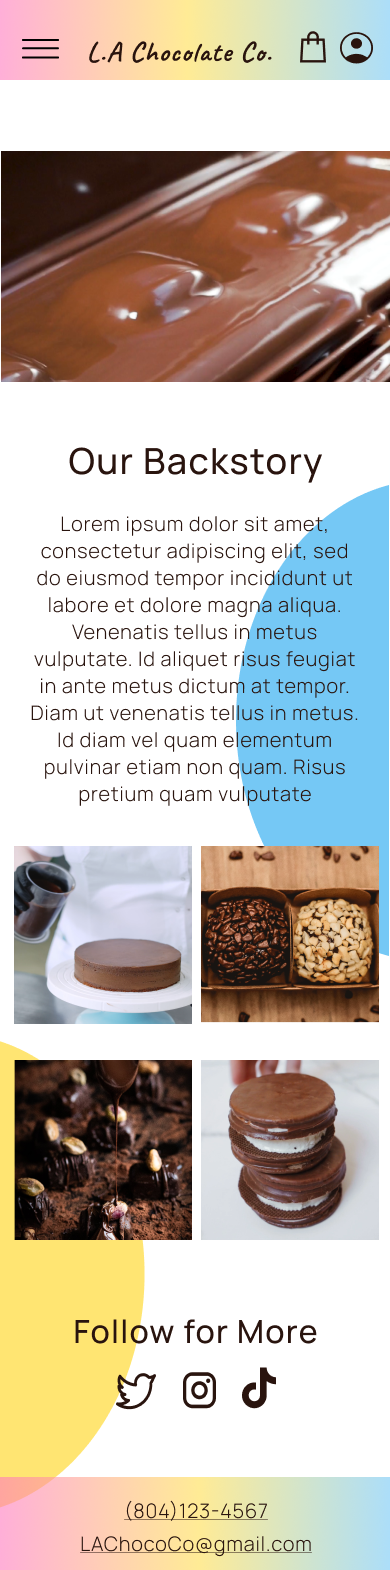 L.A Chocolate Co.
Our Backstory
Lorem ipsum dolor sit amet,
consectetur adipiscing elit, sed
do eiusmod tempor incididunt ut
labore et dolore magna aliqua.
Venenatis tellus in metus
vulputate. Id aliquet risus feugiat
in ante metus dictum at tempor.
Diam ut venenatis tellus in metus.
Id diam vel quam elementum
pulvinar etiam non quam. Risus
pretium quam vulputate
Follow for More
(804)123-4567
LAChocoCo@gmail.com